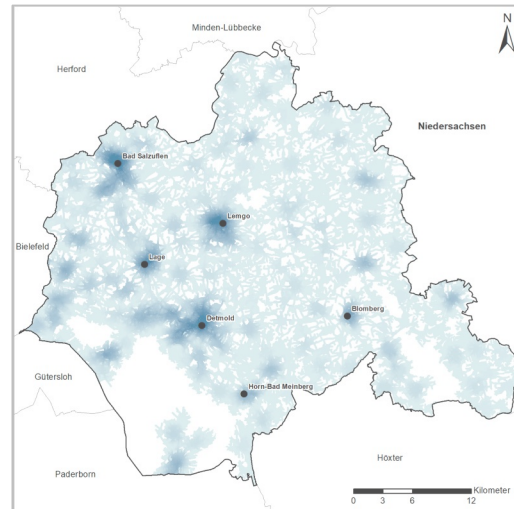 N
Minden-Lübbecke
Herford
Niedersachsen
Bad Salzuflen
Lemgo
Bielefeld
Lage
Blomberg
Detmold
Gütersloh
Horn-Bad Meinberg
Höxter
Paderborn
Kilometer
0 3 6 12